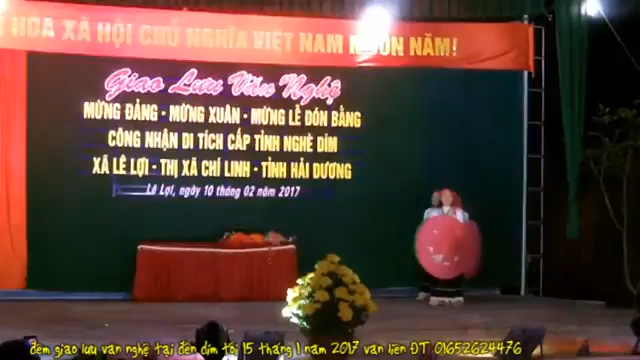 HÒA XÃ HỘI CHỦ NGHĨA VIỆT NAM MUÔN NĂM!
Giao Lưu Văn Nghệ
MỪNG ĐẢNG - MỪNG XUÂN - MỪNG LỄ ĐÓN BẰNG
CÔNG NHẬN DI TÍCH CẤP TỈNH NGHÈ DÍM
XÃ LÊ LỢI - THỊ XÃ CHÍ LINH - TỈNH HẢI DƯƠNG
Lê Lợi, ngày 10 tháng 02 năm 2017
đêm giao lưu văn nghệ tại đền dím tối 15 tháng 1 năm 2017 văn liên ĐT 01652624476